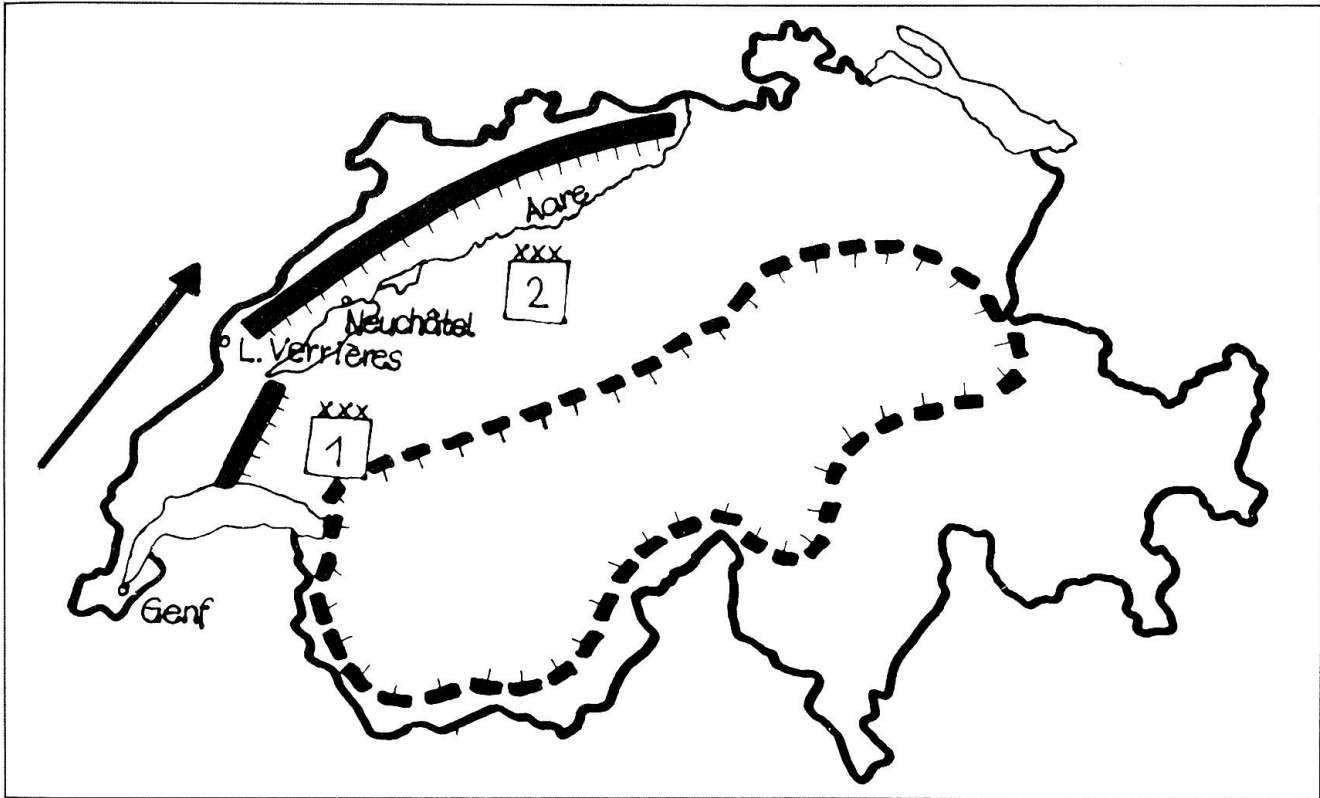 Aare
xxx
2
Neuchâtel
L. Verrières
xxx
1
Genf